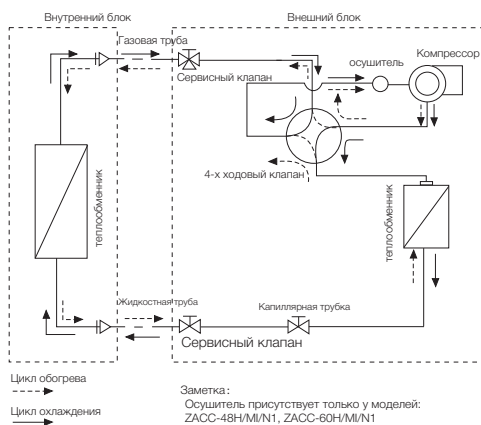 Внутренний блок
Внешний блок
Газовая труба
осушитель
Компрессор
Сервисный клапан
4-х ходовый клапан
теплообменник
теплообменник
Жидкостная труба
Капиллярная трубка
Сервисный клапан
Цикл обогрева
Цикл охлаждения
Заметка:
Осушитель присутствует только у моделей:
ZACC-48H/MI/N1, ZACC-60H/MI/N1